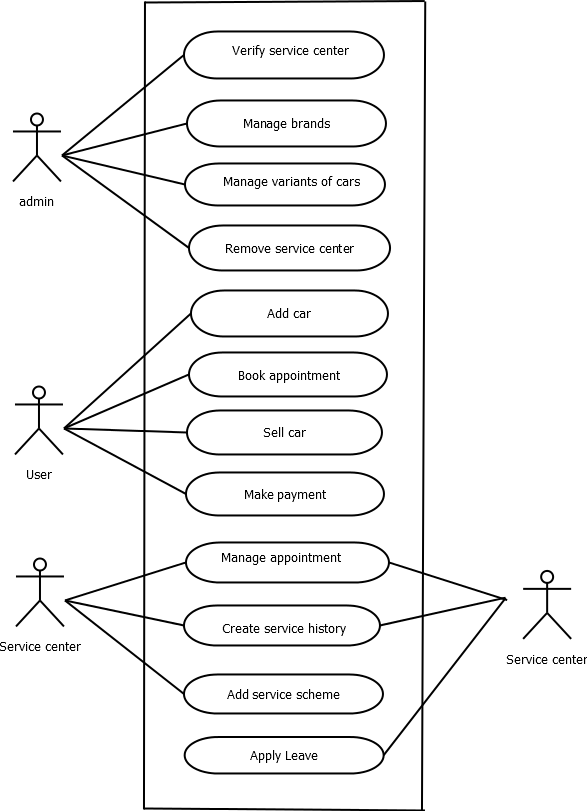 Verify service center
Manage brands
Manage variants of cars
admin
Remove service center
Add car
Book appointment
Sell car
User
Make payment
Manage appointment
Create service history
Service center
Service center
Add service scheme
Apply Leave